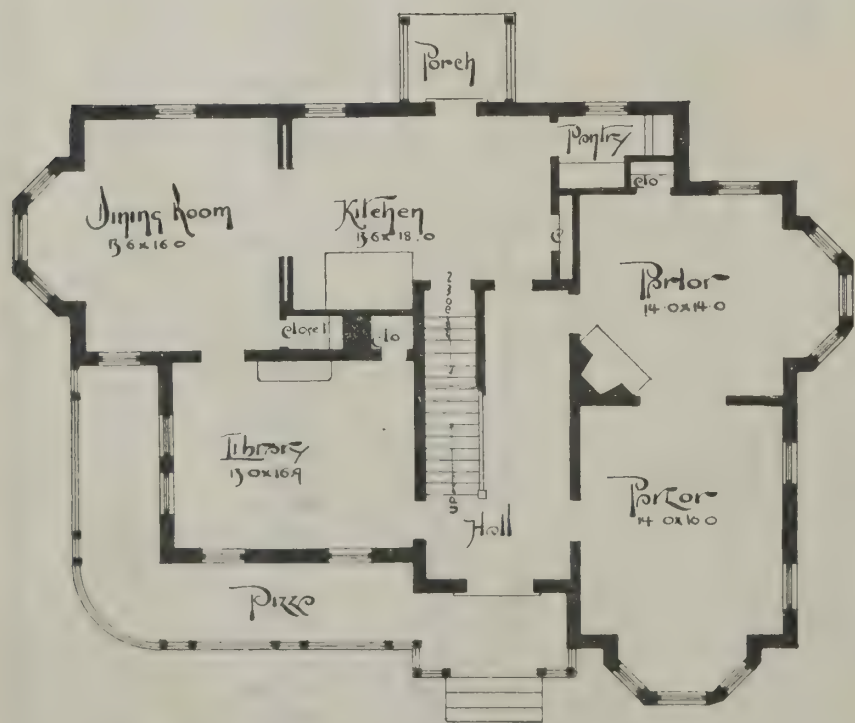 Porch
Pantry
Clo
Dining Room
13 6 x 16 0
Kitchen
13 6 x 18.0
C
Parlor
14.0 x 14.0
Closet
Clo
Library
13 0 x 16 9
UP
Hall
Parlor
14 0 x 16 0
Piazza